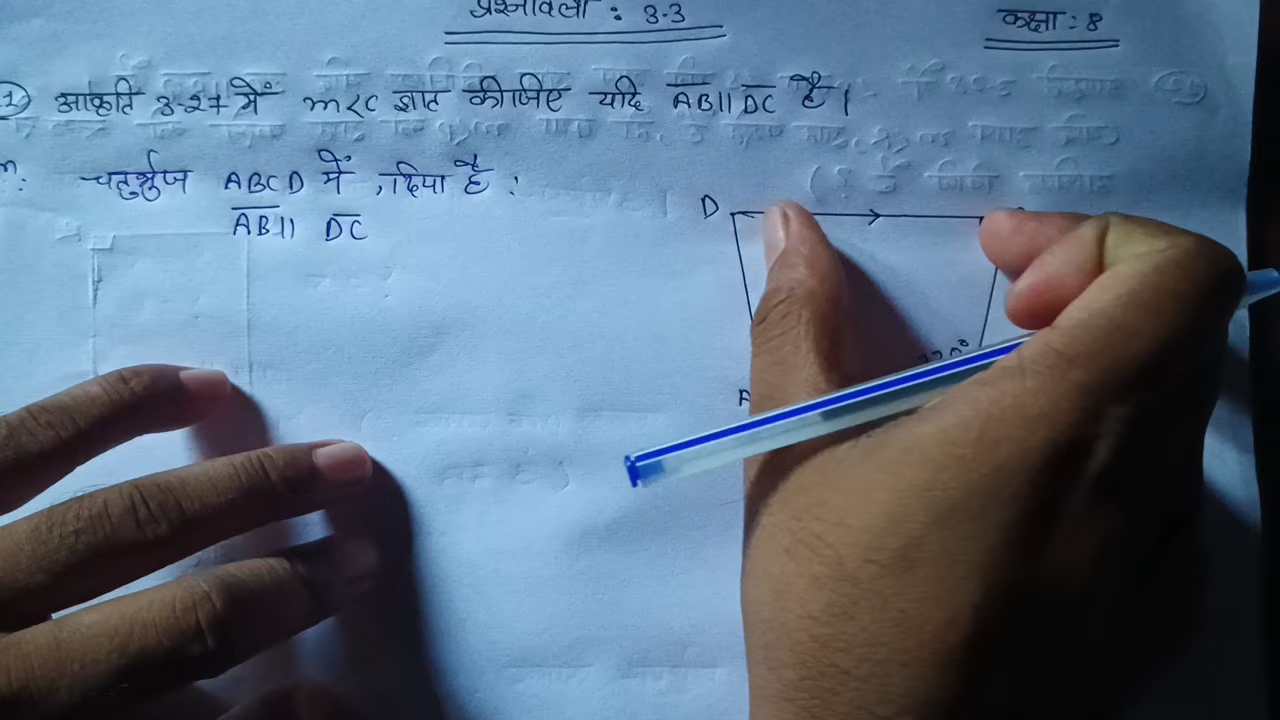 प्रश्नावली : 3.3
कक्षा : 8
1) आकृति 3.27 में m∠C ज्ञात कीजिए यदि AB || DC है।
चतुर्भुज ABCD में , दिया है :
AB || DC
D
A